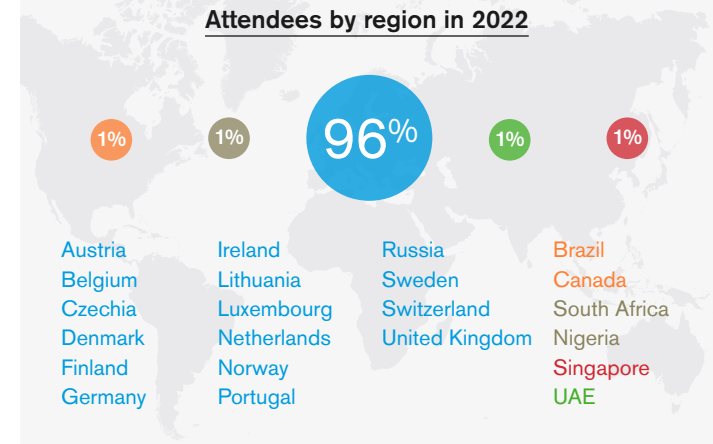 Attendees by region in 2022
1% 1% 96% 1% 1%
Austria
Belgium
Czechia
Denmark
Finland
Germany
Ireland
Lithuania
Luxembourg
Netherlands
Norway
Portugal
Russia
Sweden
Switzerland
United Kingdom
Brazil
Canada
South Africa
Nigeria
Singapore
UAE